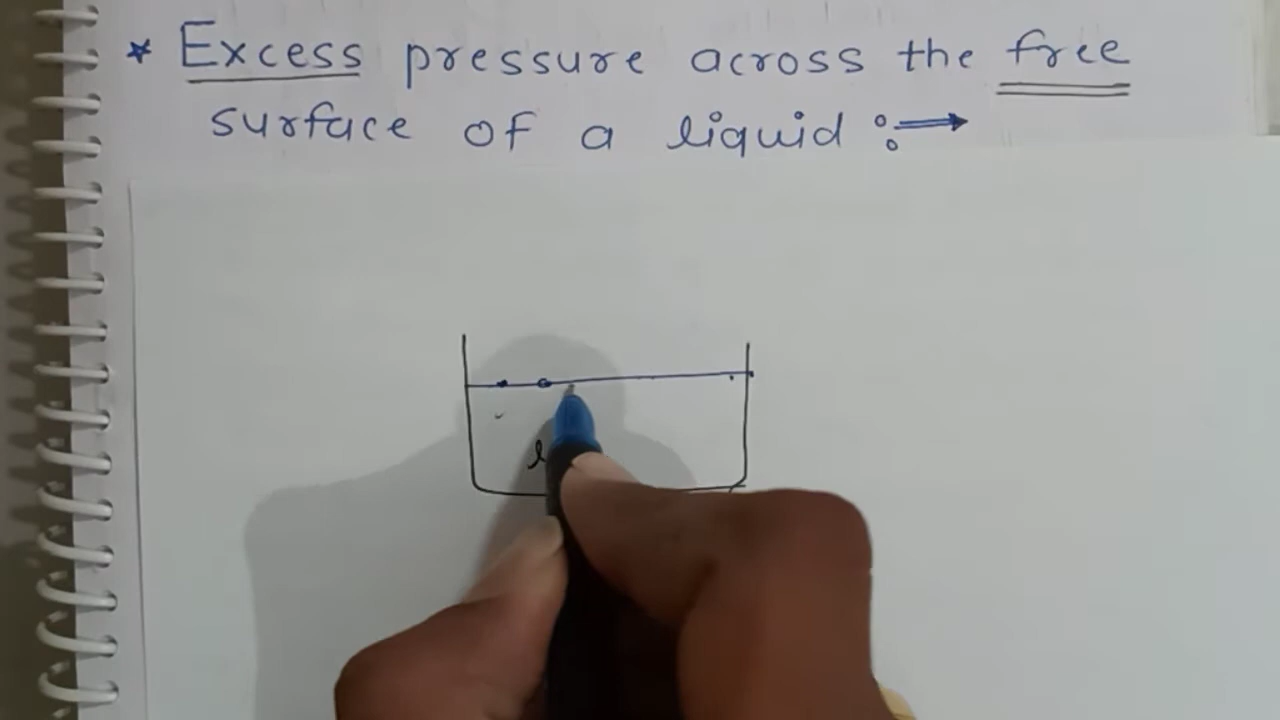 * Excess pressure across the free
surface of a liquid :→
l